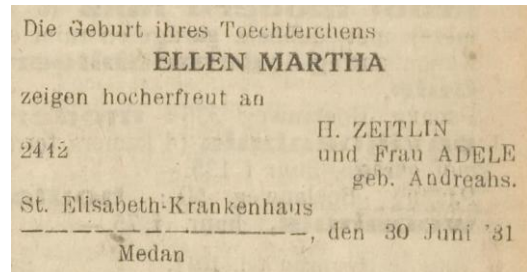 Die Geburt ihres Toechterchens
ELLEN MARTHA
zeigen hocherfreut an
H. ZEITLIN
2442 und Frau ADELE
geb. Andreahs.
St. Elisabeth-Krankenhaus
———————————, den 30 Juni '31
Medan